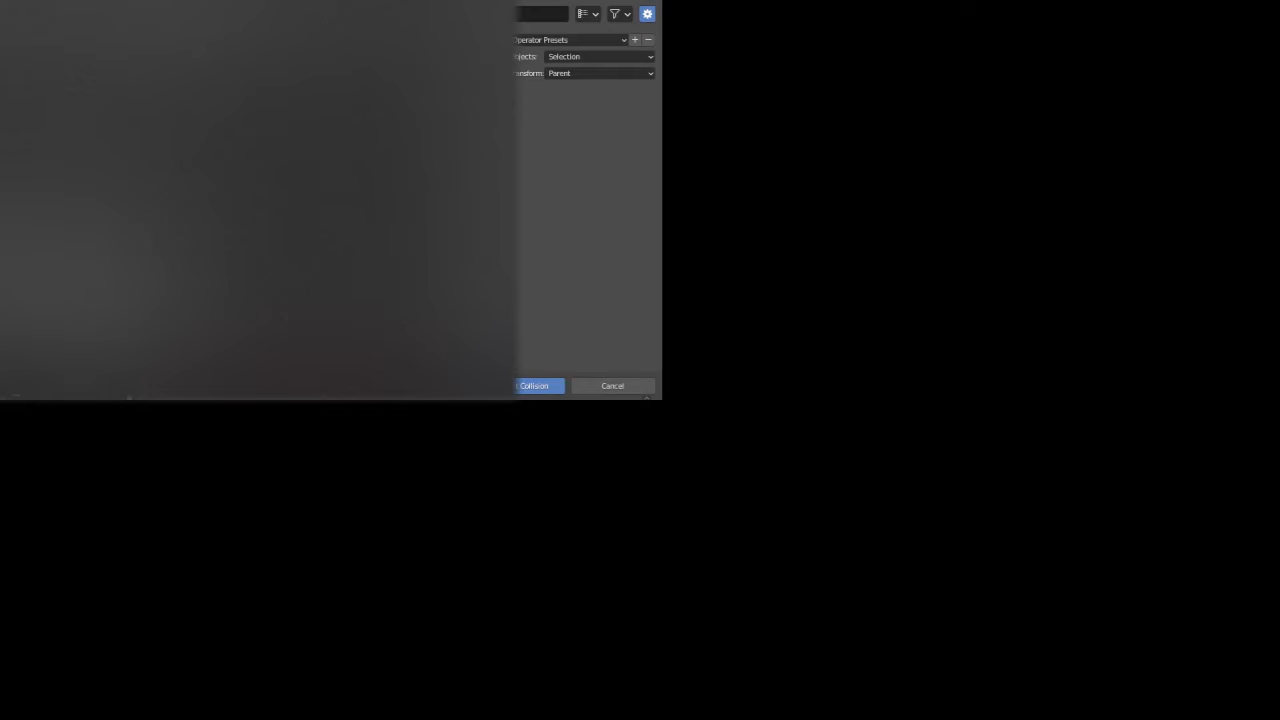 Operator Presets
Selection
Parent
Collision
Cancel